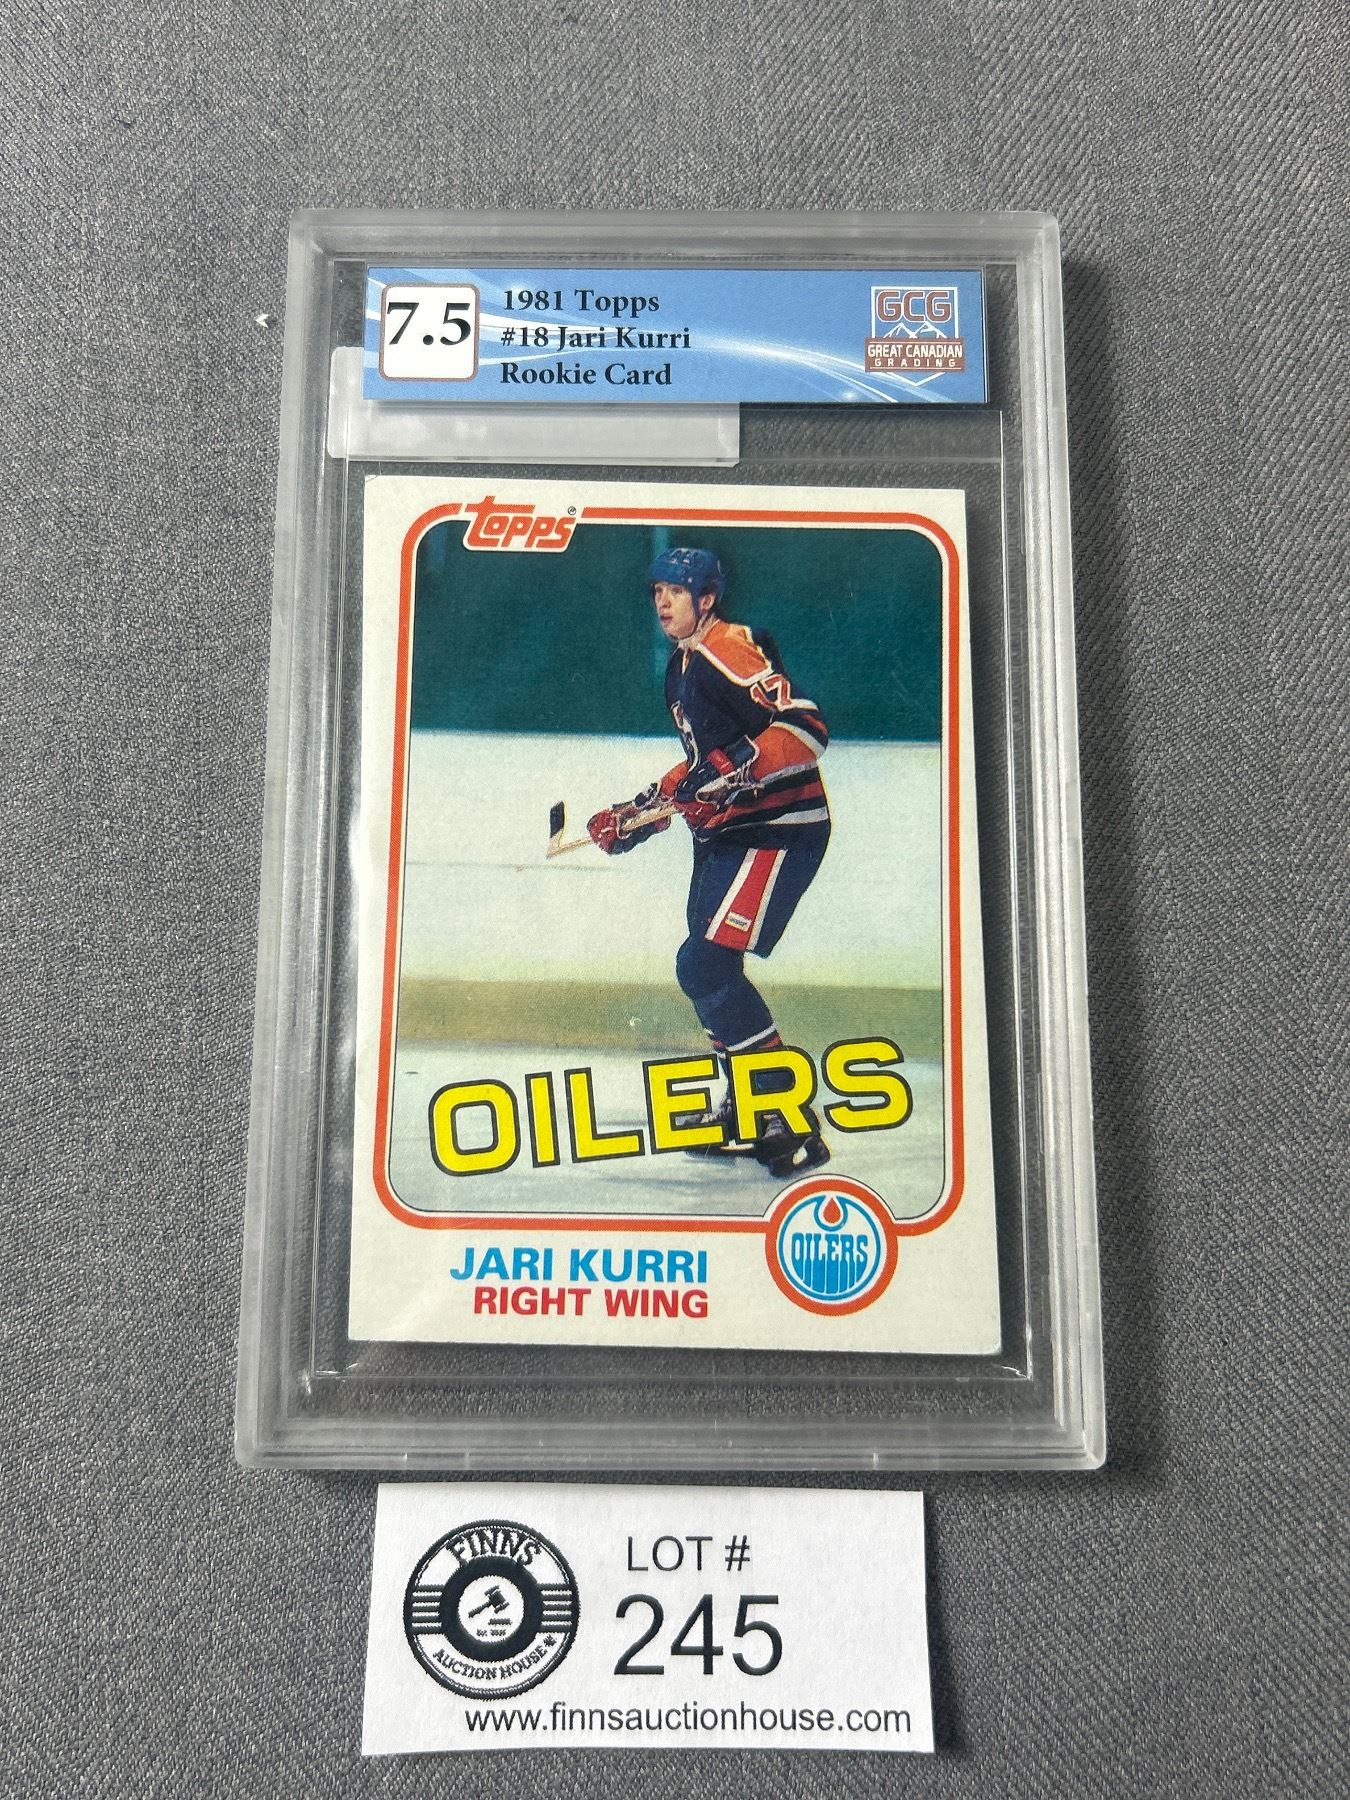 7.5
1981 Topps
#18 Jari Kurri
Rookie Card
GCG
GREAT CANADIAN
GRADING
Topps®
17
OILERS
OILERS
JARI KURRI
RIGHT WING
FINNS
AUCTION HOUSE
LOT #
245
www.finnsauctionhouse.com